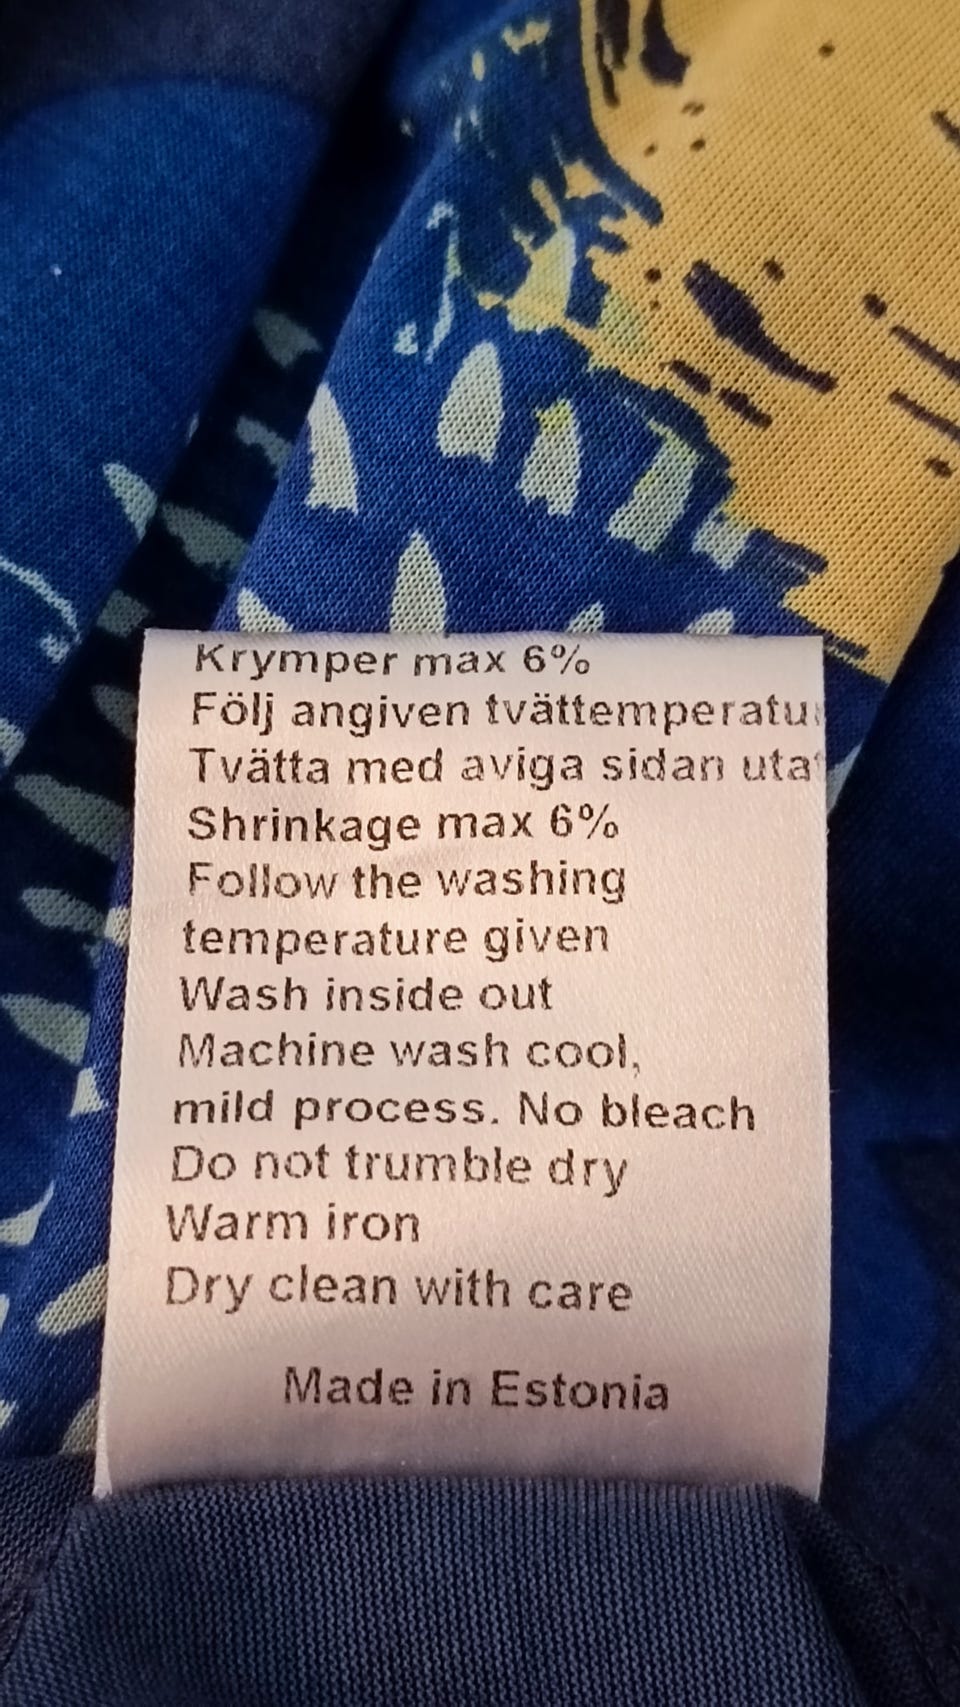 Krymper max 6%
Följ angiven
Tvätta med aviga sidan
Shrinkage max 6%
Follow the washing
temperature given
Wash inside out
Machine wash cool,
mild process. No bleach
Do not trumble dry
Warm iron
Dry clean with care
Made in Estonia